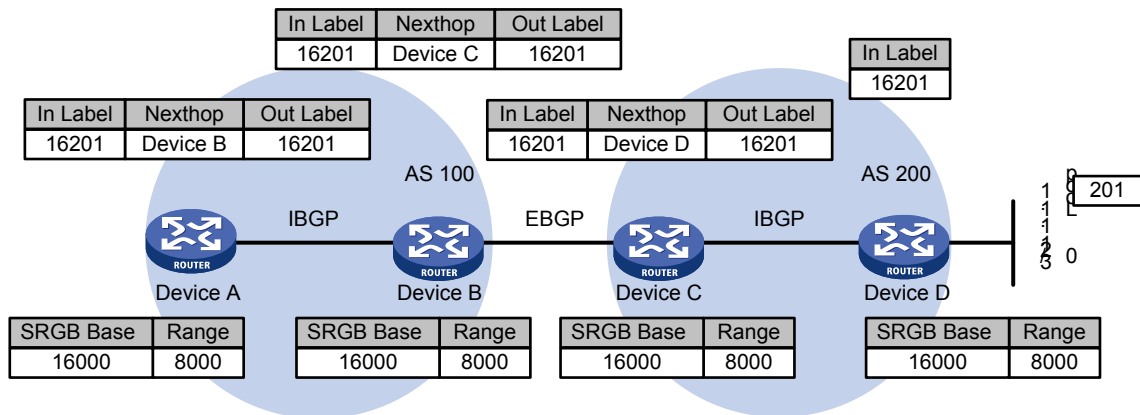 In Label Nexthop Out Label
16201 Device C 16201
In Label
16201
In Label Nexthop Out Label
16201 Device B 16201
In Label Nexthop Out Label
16201 Device D 16201
AS 100
AS 200
201
IBGP
EBGP
IBGP
ROUTER
ROUTER
ROUTER
ROUTER
Device A
Device B
Device C
Device D
SRGB Base Range
16000 8000
SRGB Base Range
16000 8000
SRGB Base Range
16000 8000
SRGB Base Range
16000 8000